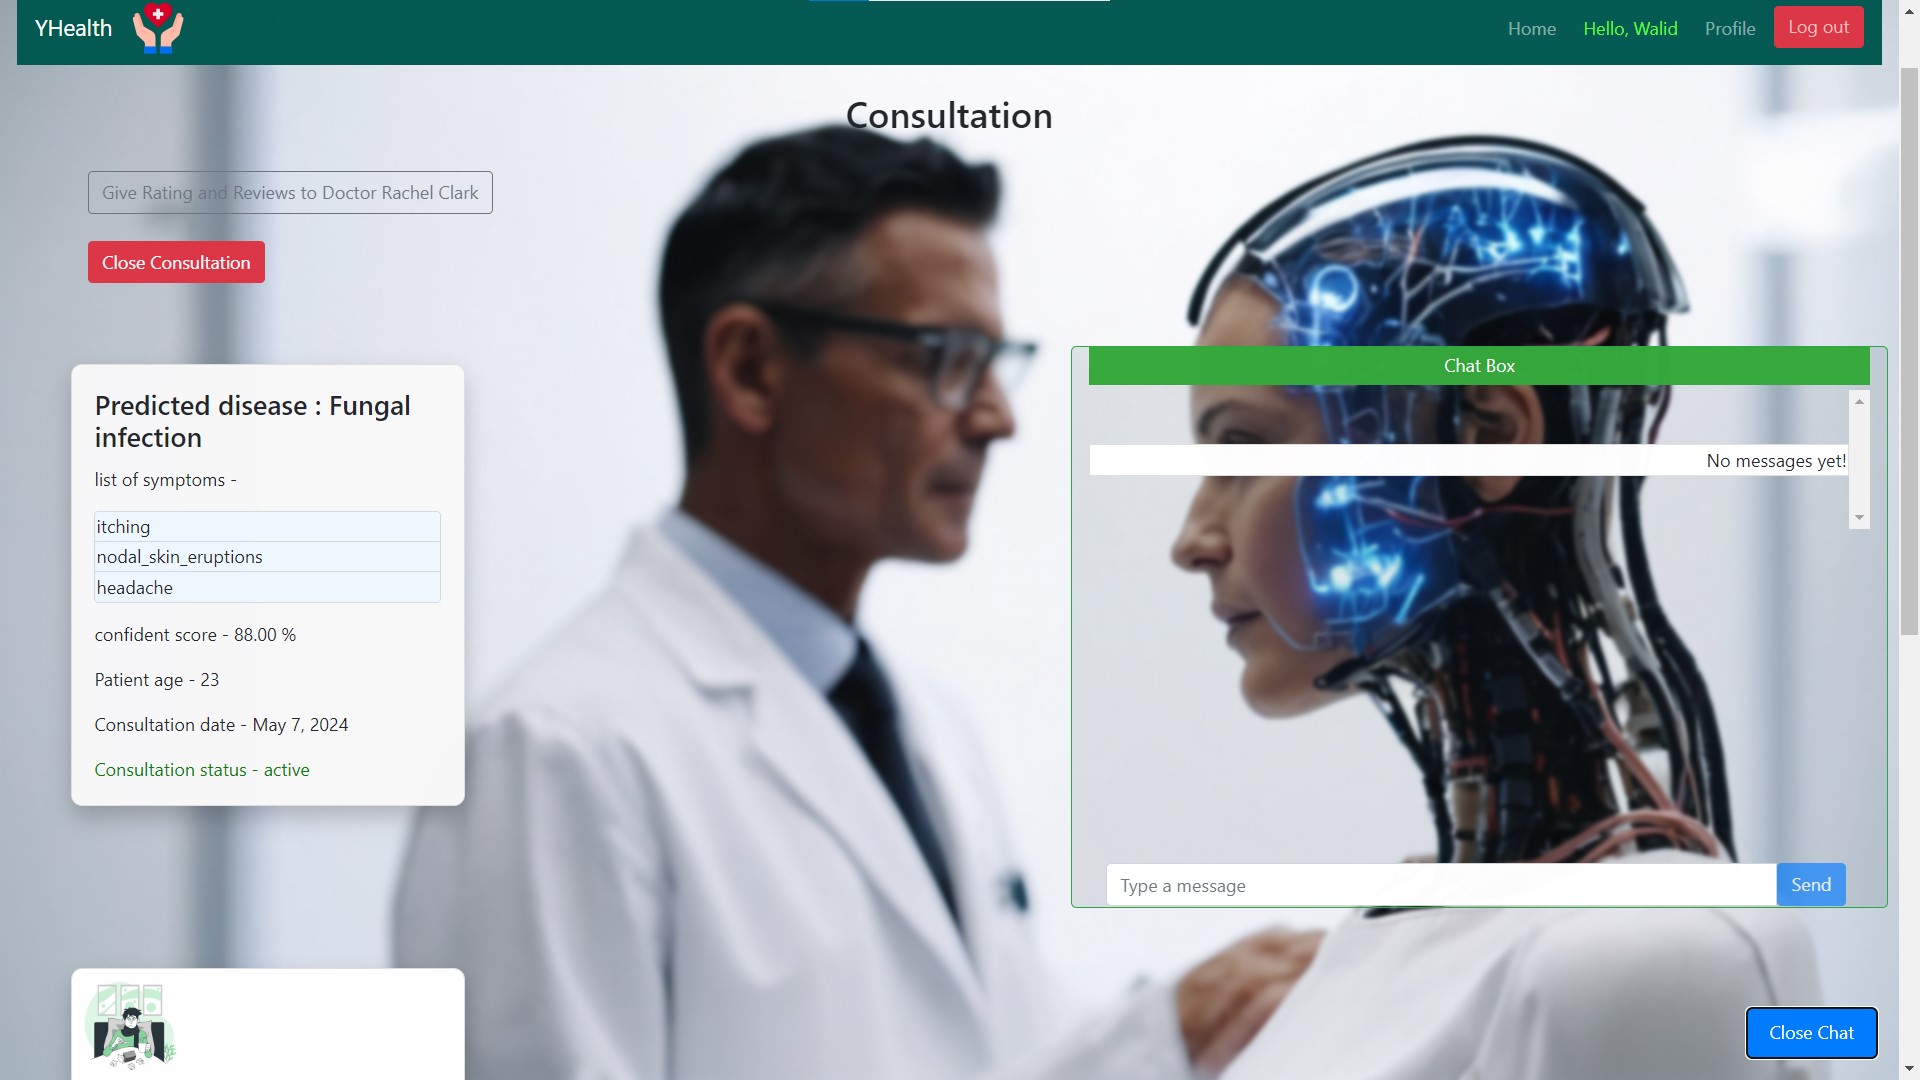 YHealth
Home
Hello, Walid
Profile
Log out
Consultation
Give Rating and Reviews to Doctor Rachel Clark
Close Consultation
Predicted disease : Fungal
infection
list of symptoms -
itching
nodal_skin_eruptions
headache
confident score - 88.00 %
Patient age - 23
Consultation date - May 7, 2024
Consultation status - active
Chat Box
No messages yet!
Type a message
Send
Close Chat